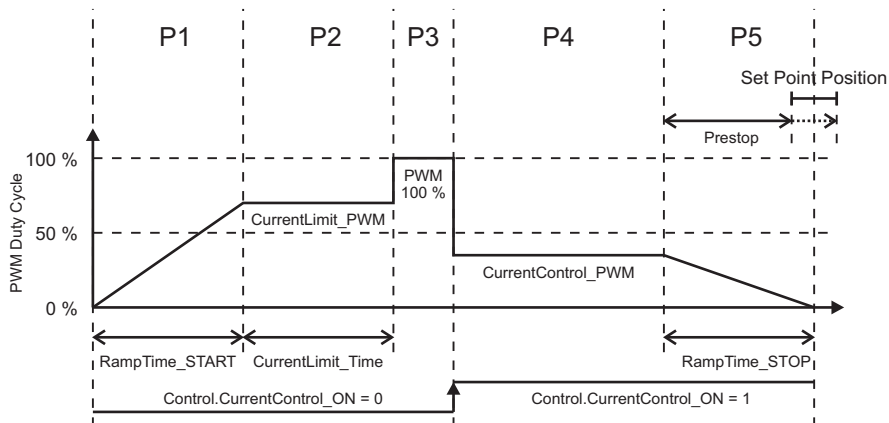 P1 P2 P3 P4 P5
Set Point Position
Prestop
PWM Duty Cycle
100 %
50 %
0 %
PWM
100 %
CurrentLimit_PWM
CurrentControl_PWM
RampTime_START
CurrentLimit_Time
RampTime_STOP
Control.CurrentControl_ON = 0
Control.CurrentControl_ON = 1